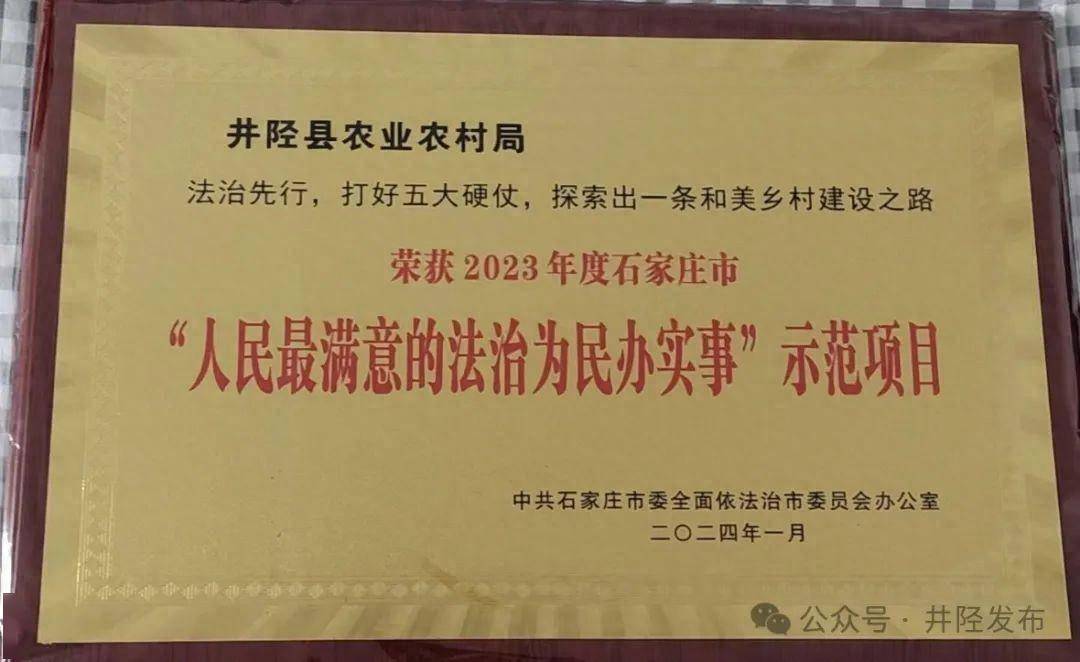 井陉县农业农村局
法治先行，打好五大硬仗，探索出一条和美乡村建设之路
荣获2023年度石家庄市
“人民最满意的法治为民办实事”示范项目
中共石家庄市委全面依法治市委员会办公室
二〇二四年一月
公众号·井陉发布